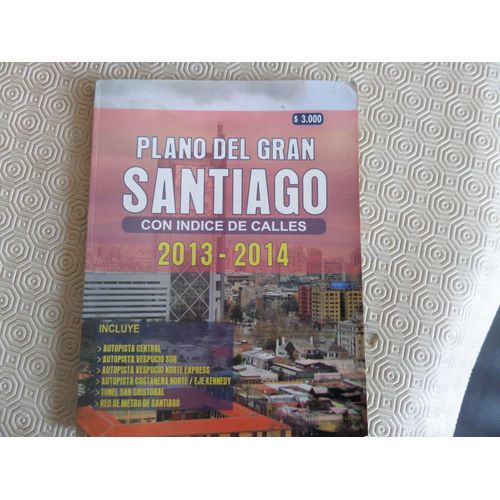 $ 3.000
PLANO DEL GRAN
SANTIAGO
CON INDICE DE CALLES
2013 - 2014
INCLUYE
> AUTOPISTA CENTRAL
> AUTOPISTA VESPUCIO SUR
> AUTOPISTA VESPUCIO NORTE EXPRESS
> AUTOPISTA COSTANERA NORTE / EJE KENNEDY
> TUNEL SAN CRISTOBAL
> RED DE METRO DE SANTIAGO